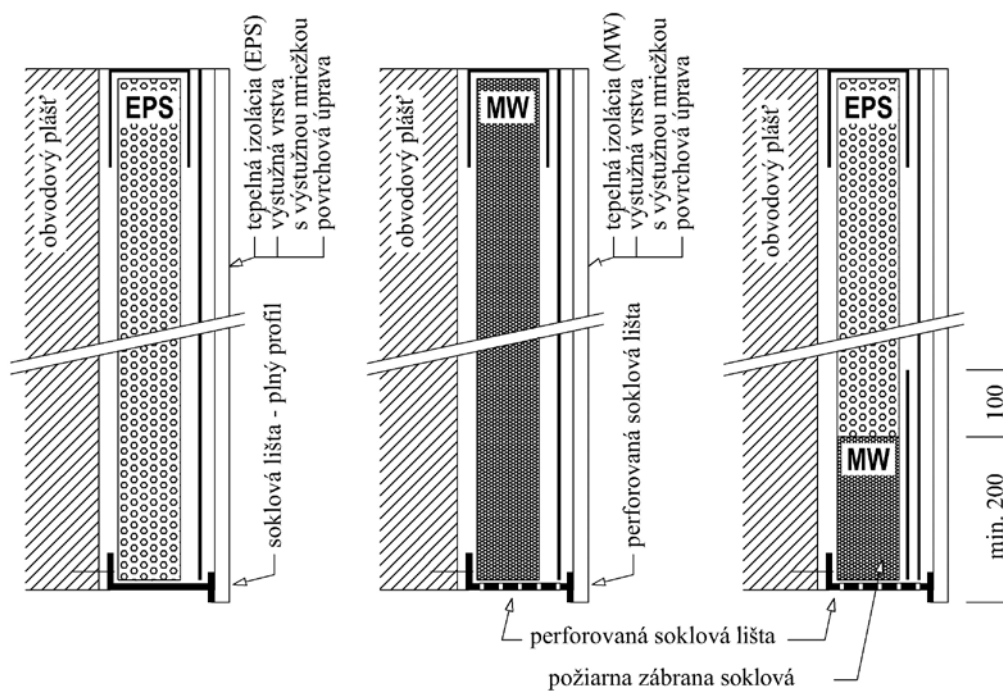 EPS
obvodový plášť
tepelná izolácia (EPS)
výstužná vrstva
s výstužnou mriežkou
povrchová úprava
soklová lišta - plný profil
MW
obvodový plášť
tepelná izolácia (MW)
výstužná vrstva
s výstužnou mriežkou
povrchová úprava
perforovaná soklová lišta
EPS
obvodový plášť
MW
100
min. 200
perforovaná soklová lišta
požiarna zábrana soklová